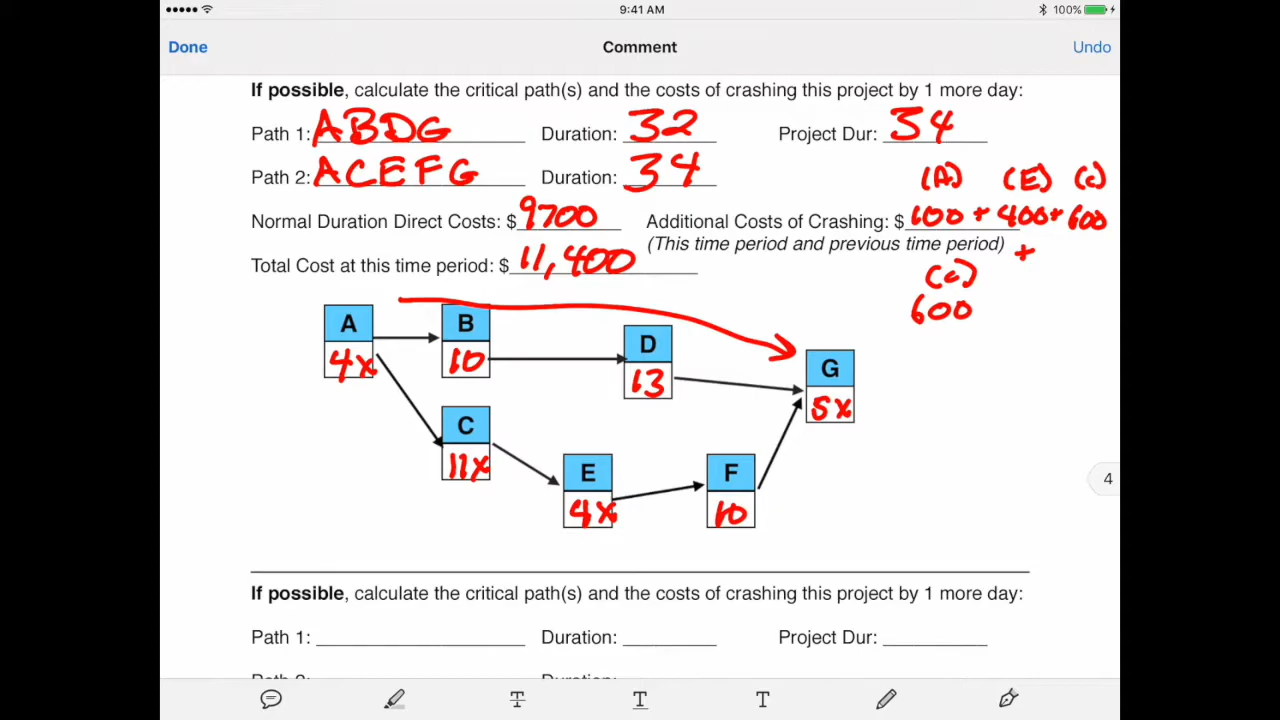 9:41 AM 100%
Done Comment Undo
If possible, calculate the critical path(s) and the costs of crashing this project by 1 more day:
Path 1: ABDG Duration: 32 Project Dur: 34
Path 2: ACEFG Duration: 34
(A) (E) (C)
Normal Duration Direct Costs: $ 9700 Additional Costs of Crashing: $ 100 + 400 + 600
(This time period and previous time period) +
Total Cost at this time period: $ 11,400
(C)
600
A B D G
4x 10 13 5x
C E F
11x 4x 10
4
If possible, calculate the critical path(s) and the costs of crashing this project by 1 more day:
Path 1: Duration: Project Dur: